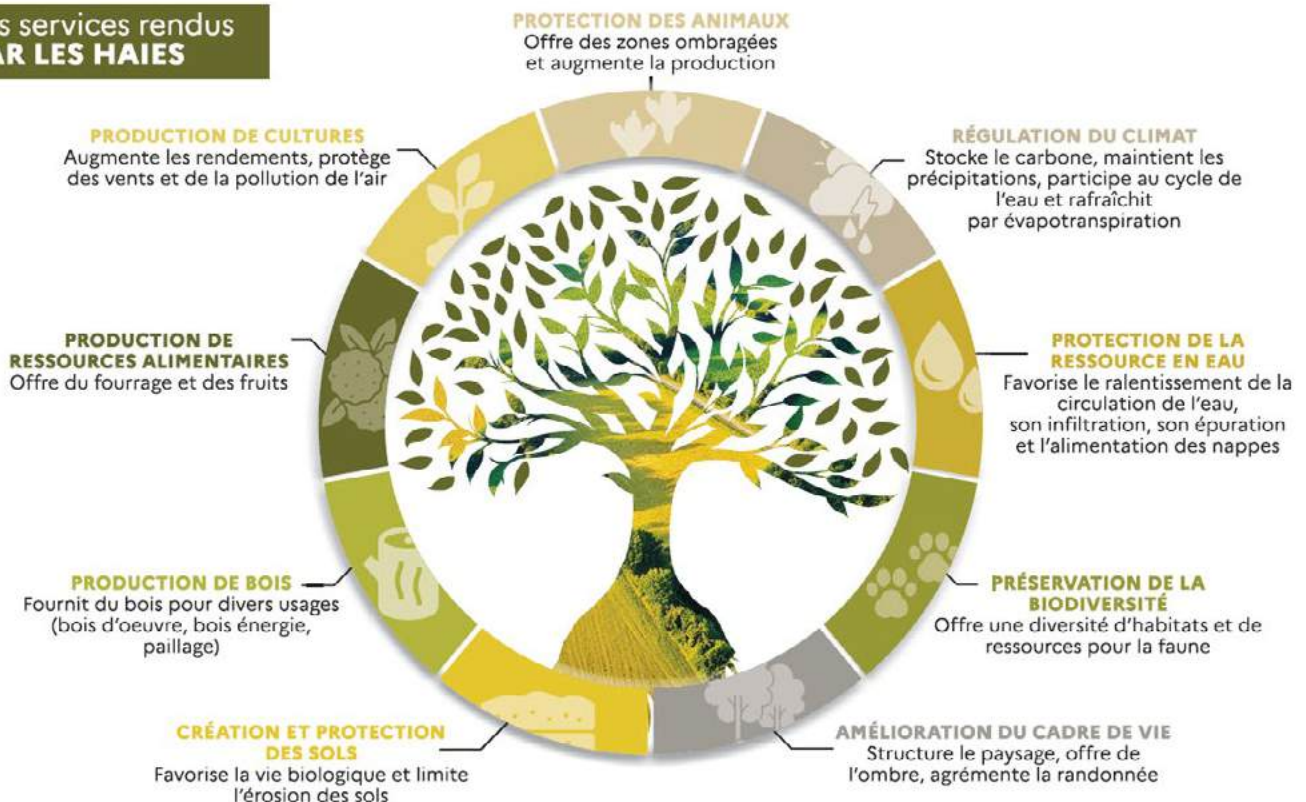 s services rendus
AR LES HAIES
PROTECTION DES ANIMAUX
Offre des zones ombragées
et augmente la production
PRODUCTION DE CULTURES
Augmente les rendements, protège
des vents et de la pollution de l'air
RÉGULATION DU CLIMAT
Stocke le carbone, maintient les
précipitations, participe au cycle de
l'eau et rafraîchit
par évapotranspiration
PRODUCTION DE
RESSOURCES ALIMENTAIRES
Offre du fourrage et des fruits
PROTECTION DE LA
RESSOURCE EN EAU
Favorise le ralentissement de la
circulation de l'eau,
son infiltration, son épuration
et l'alimentation des nappes
PRODUCTION DE BOIS
Fournit du bois pour divers usages
(bois d'oeuvre, bois énergie,
paillage)
PRÉSERVATION DE LA
BIODIVERSITÉ
Offre une diversité d'habitats et de
ressources pour la faune
CRÉATION ET PROTECTION
DES SOLS
Favorise la vie biologique et limite
l'érosion des sols
AMÉLIORATION DU CADRE DE VIE
Structure le paysage, offre de
l'ombre, agrémente la randonnée